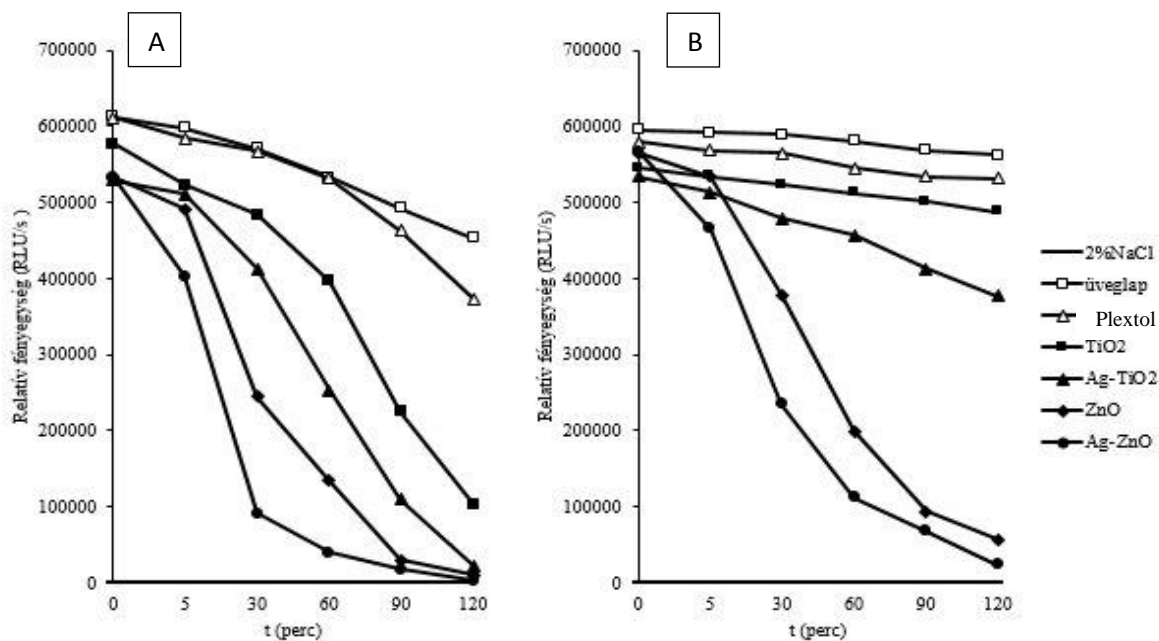 A
B
Relatív fényegység (RLU/s )
700000
600000
500000
400000
300000
200000
100000
0
0 5 30 60 90 120
t (perc)
Relatív fényegység (RLU/s)
700000
600000
500000
400000
300000
200000
100000
0
0 5 30 60 90 120
t (perc)
2%NaCl
üveglap
Plextol
TiO2
Ag-TiO2
ZnO
Ag-ZnO